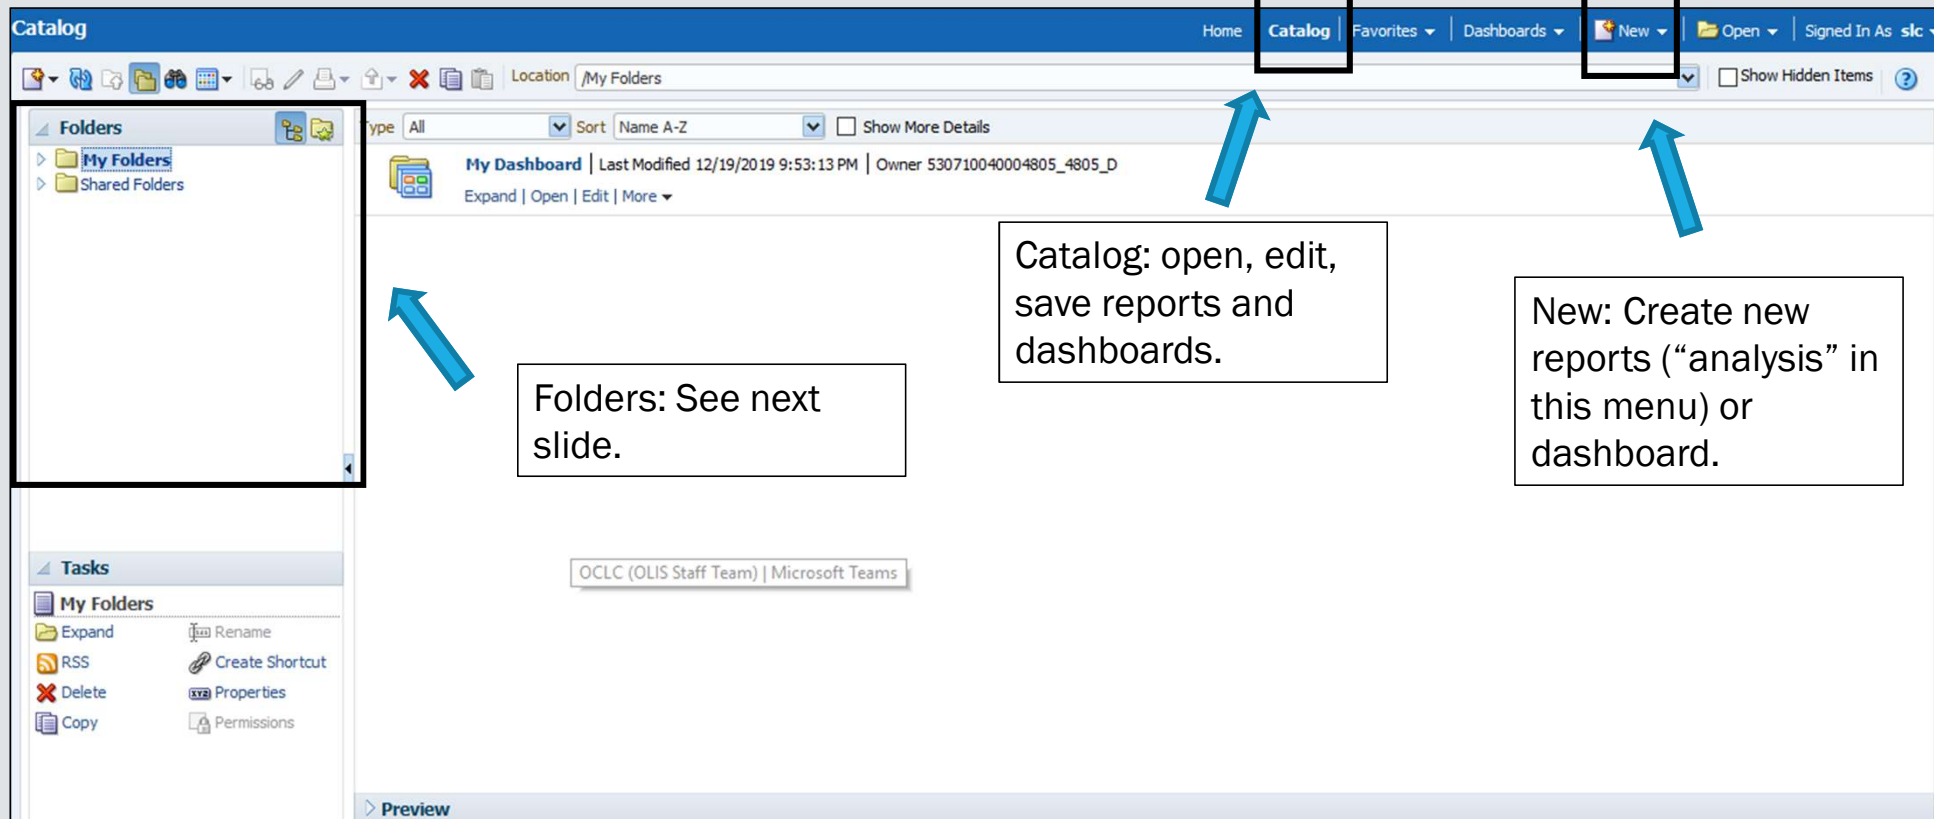 Catalog
Home Catalog Favorites Dashboards New Open Signed In As slc
Location /My Folders Show Hidden Items
Folders
My Folders
Shared Folders
Type All Sort Name A-Z Show More Details
My Dashboard | Last Modified 12/19/2019 9:53:13 PM | Owner 530710040004805_4805_D
Expand | Open | Edit | More
Catalog: open, edit,
save reports and
dashboards.
New: Create new
reports (“analysis” in
this menu) or
dashboard.
Folders: See next
slide.
OCLC (OLIS Staff Team) | Microsoft Teams
Tasks
My Folders
Expand Rename
RSS Create Shortcut
Delete Properties
Copy Permissions
Preview